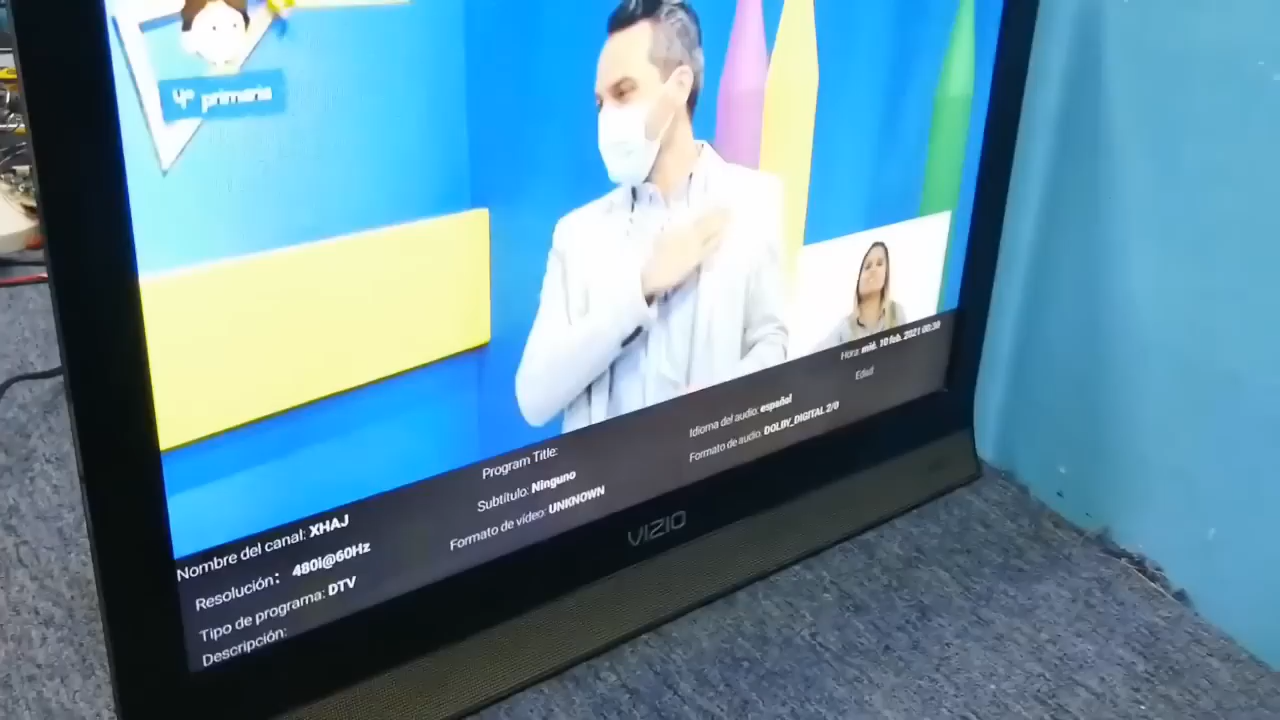 4º primaria
Hora: mié. 10 feb. 2021 00:30
Edad
Idioma del audio: español
Formato de audio: DOLBY_DIGITAL 2/0
Program Title:
Subtítulo: Ninguno
Formato de vídeo: UNKNOWN
Nombre del canal: XHAJ
Resolución: 480i@60Hz
Tipo de programa: DTV
Descripción:
VIZIO